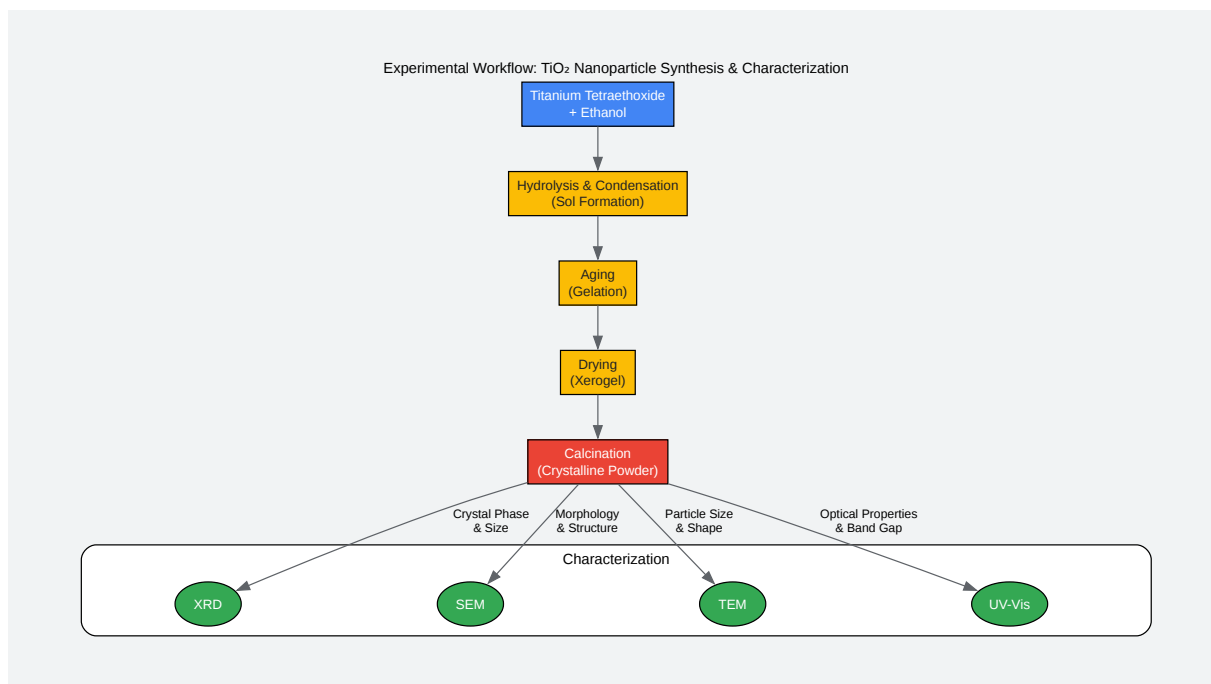 Experimental Workflow: TiO₂ Nanoparticle Synthesis & Characterization
Titanium Tetraethoxide
+ Ethanol
Hydrolysis & Condensation
(Sol Formation)
Aging
(Gelation)
Drying
(Xerogel)
Calcination
(Crystalline Powder)
Crystal Phase
& Size
Morphology
& Structure
Particle Size
& Shape
Optical Properties
& Band Gap
Characterization
XRD
SEM
TEM
UV-Vis